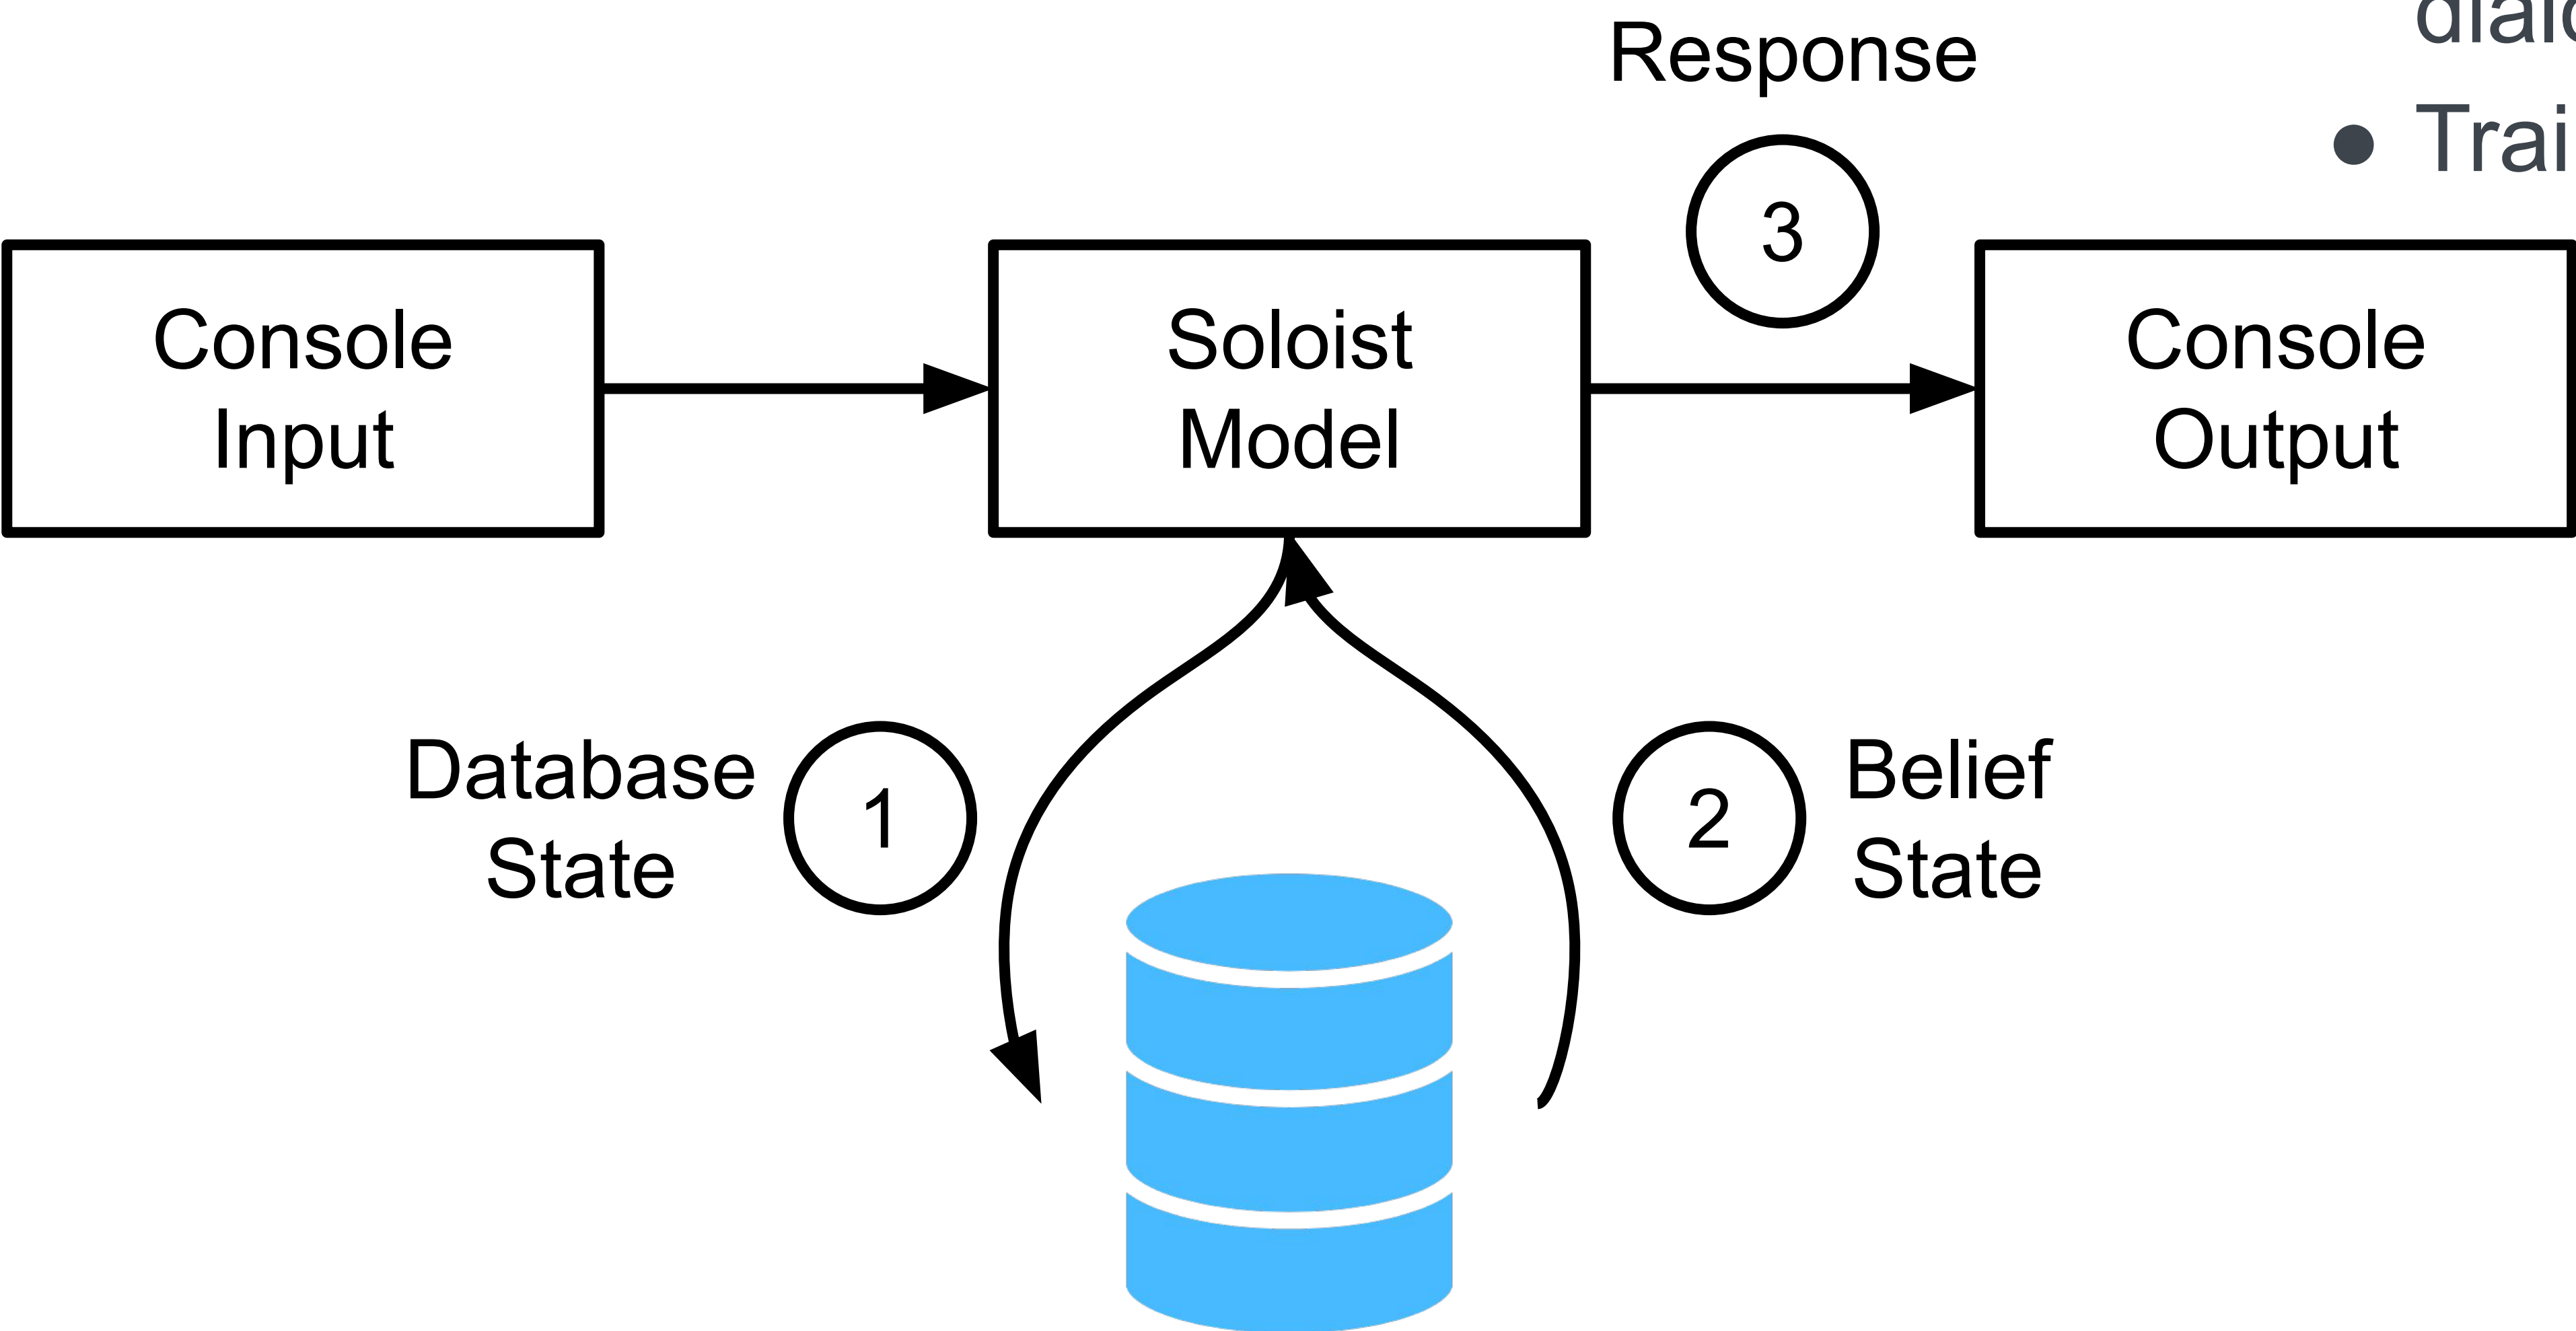 Response
3
Trai
Console
Input
Soloist
Model
Console
Output
Database
State
1
2
Belief
State